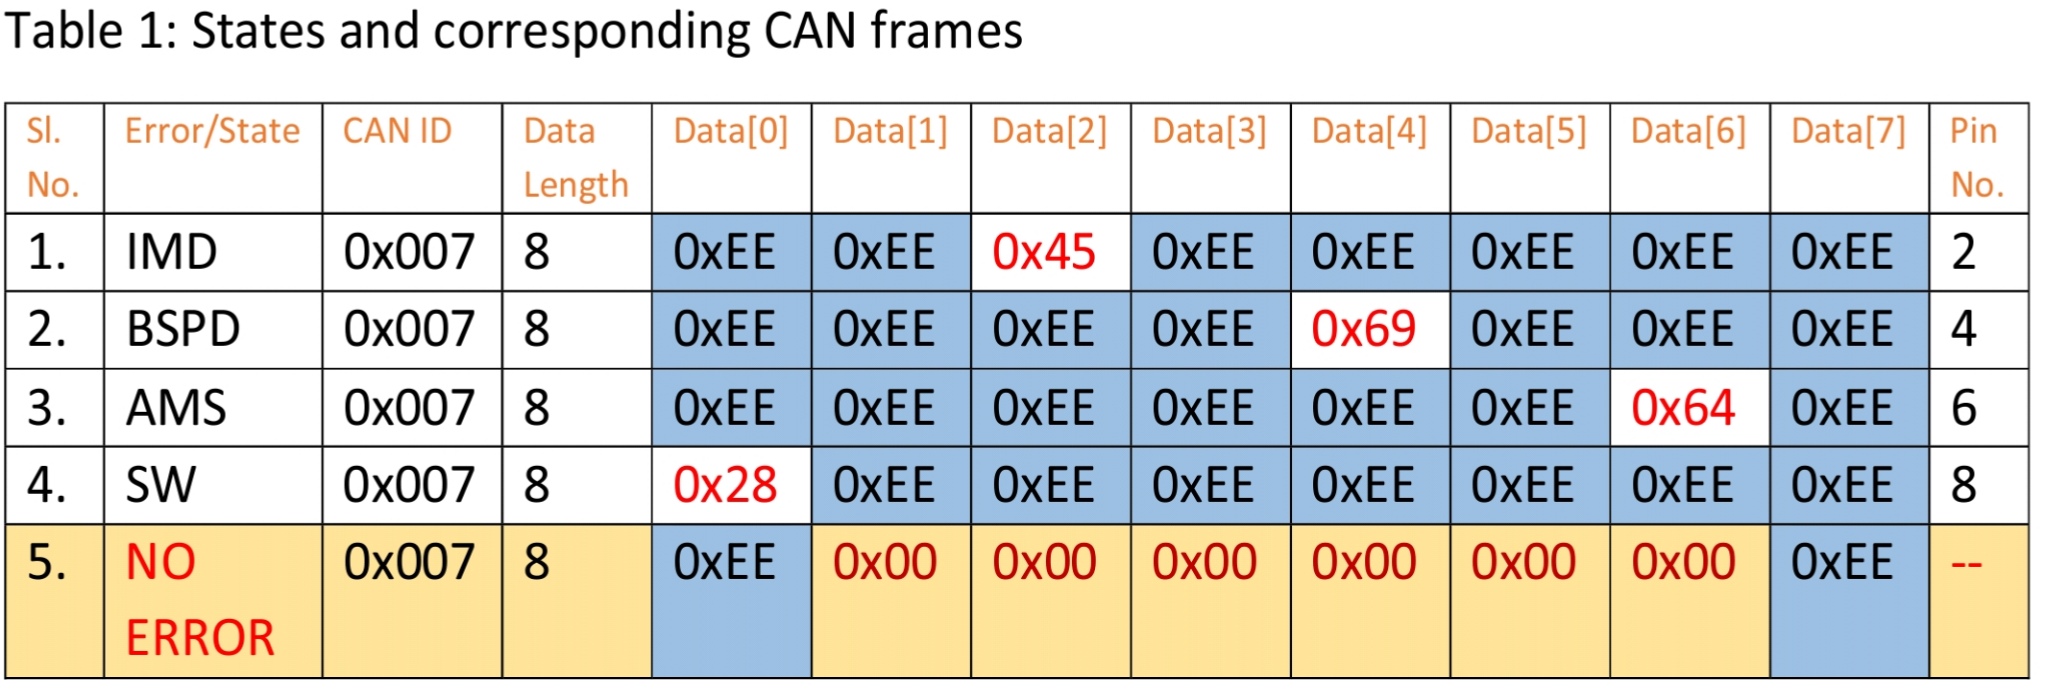 Table 1: States and corresponding CAN frames
Sl. No. Error/State CAN ID Data Length Data[0] Data[1] Data[2] Data[3] Data[4] Data[5] Data[6] Data[7] Pin No.
1. IMD 0x007 8 0xEE 0xEE 0x45 0xEE 0xEE 0xEE 0xEE 0xEE 2
2. BSPD 0x007 8 0xEE 0xEE 0xEE 0xEE 0x69 0xEE 0xEE 0xEE 4
3. AMS 0x007 8 0xEE 0xEE 0xEE 0xEE 0xEE 0xEE 0x64 0xEE 6
4. SW 0x007 8 0x28 0xEE 0xEE 0xEE 0xEE 0xEE 0xEE 0xEE 8
5. NO ERROR 0x007 8 0xEE 0x00 0x00 0x00 0x00 0x00 0x00 0xEE --